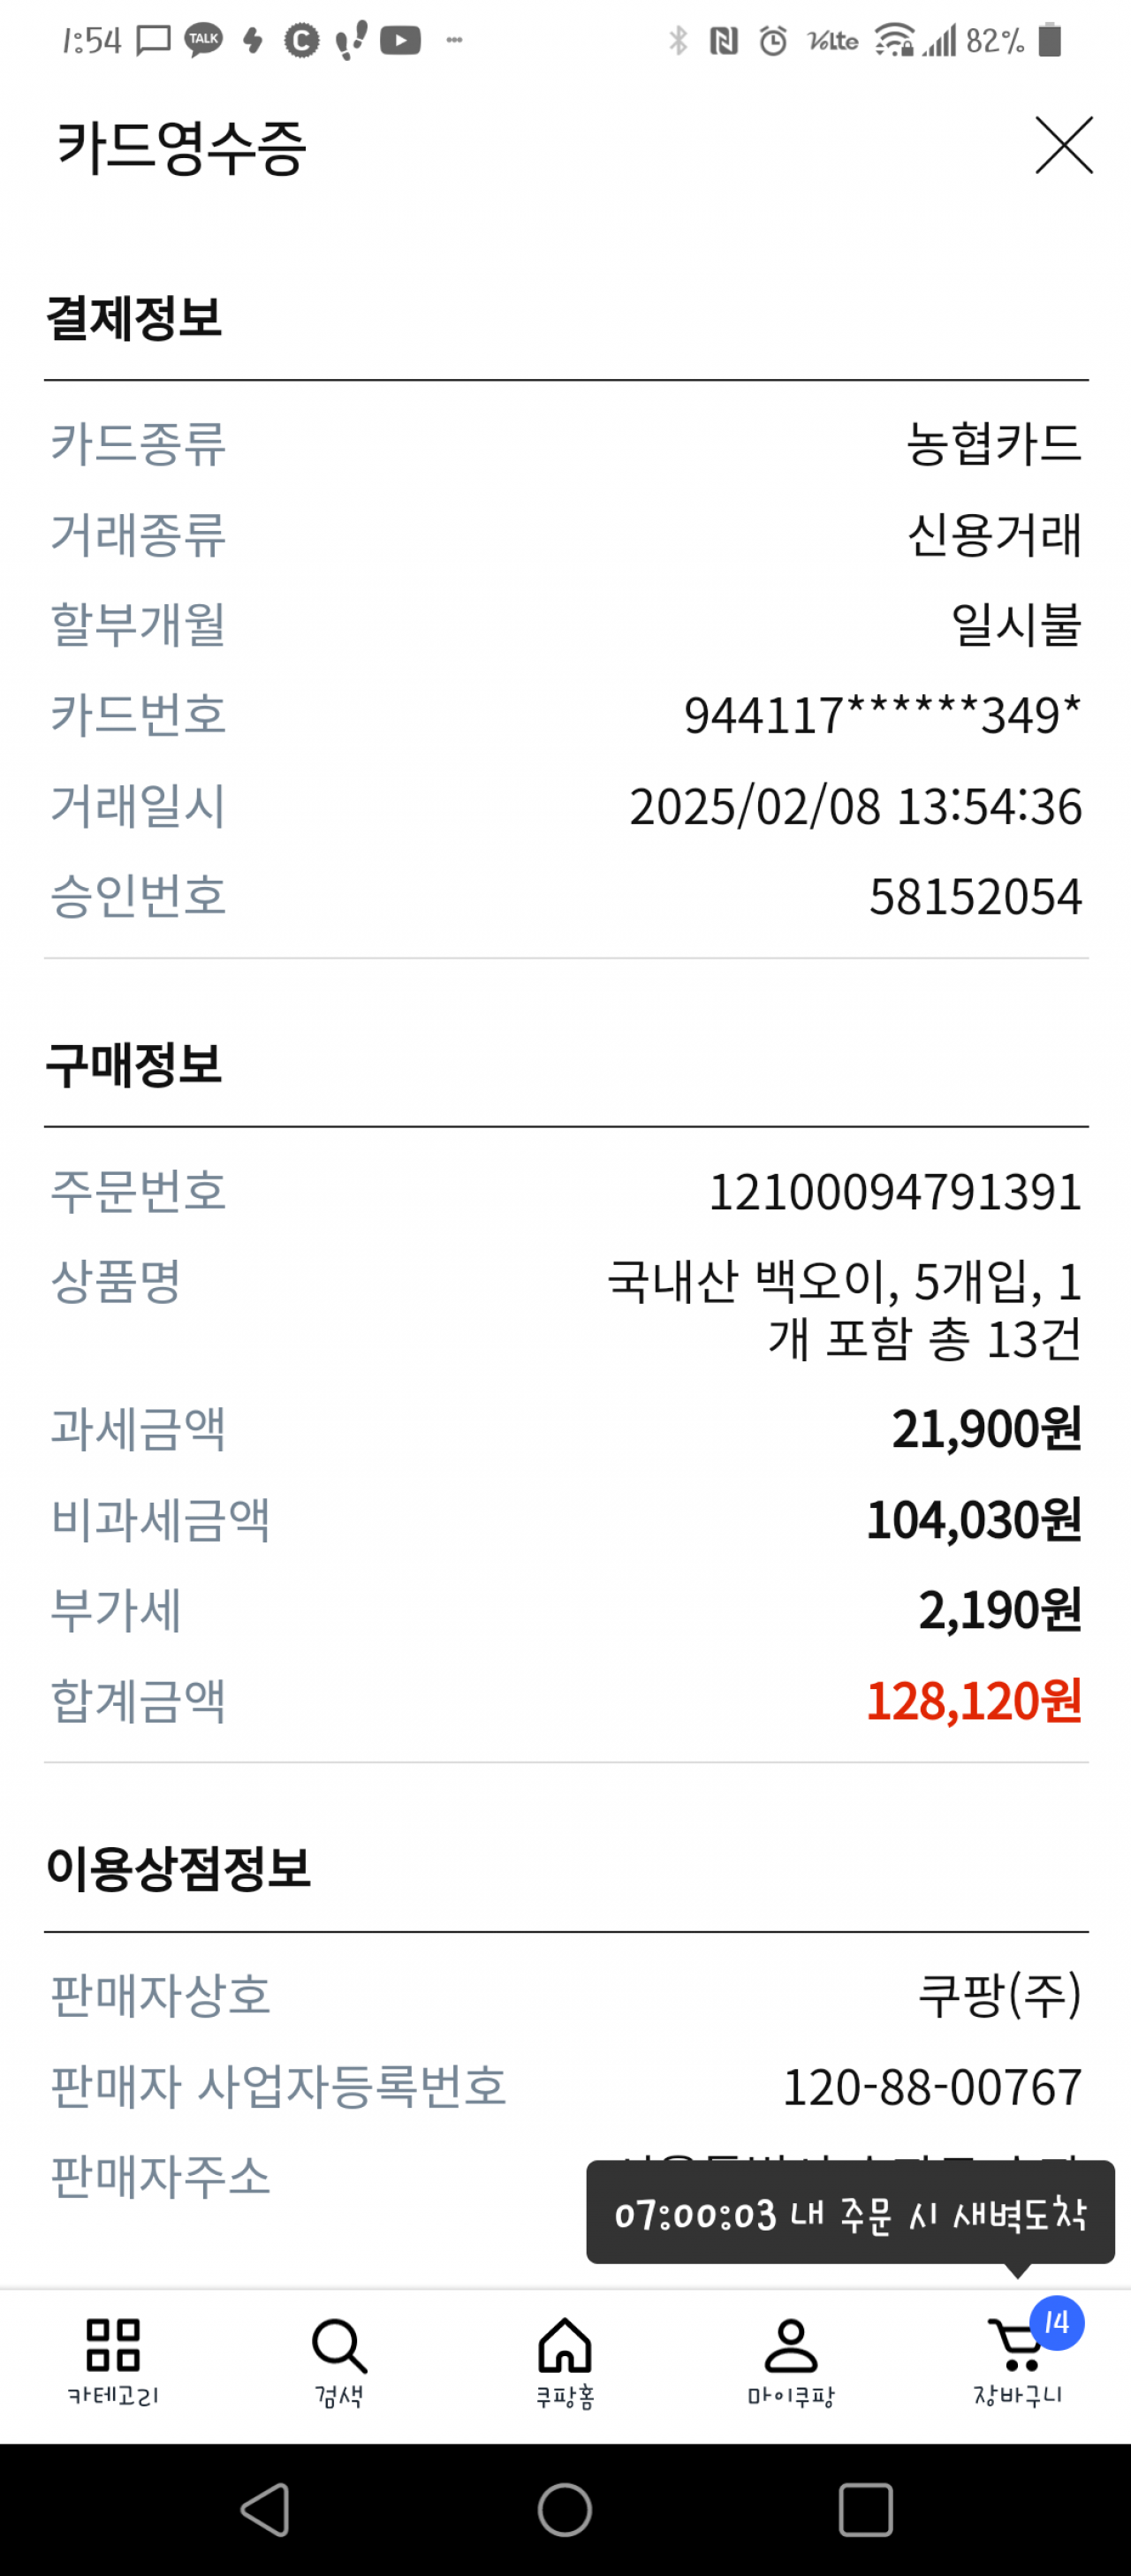 1:54 TALK C VoLTE 82%
카드영수증
결제정보
카드종류 농협카드
거래종류 신용거래
할부개월 일시불
카드번호 944117******349*
거래일시 2025/02/08 13:54:36
승인번호 58152054
구매정보
주문번호 12100094791391
상품명 국내산 백오이, 5개입, 1
개 포함 총 13건
과세금액 21,900원
비과세금액 104,030원
부가세 2,190원
합계금액 128,120원
이용상점정보
판매자상호 쿠팡(주)
판매자 사업자등록번호 120-88-00767
판매자주소
07:00:03 내 주문 시 새벽도착
14
카테고리 검색 쿠팡홈 마이쿠팡 장바구니